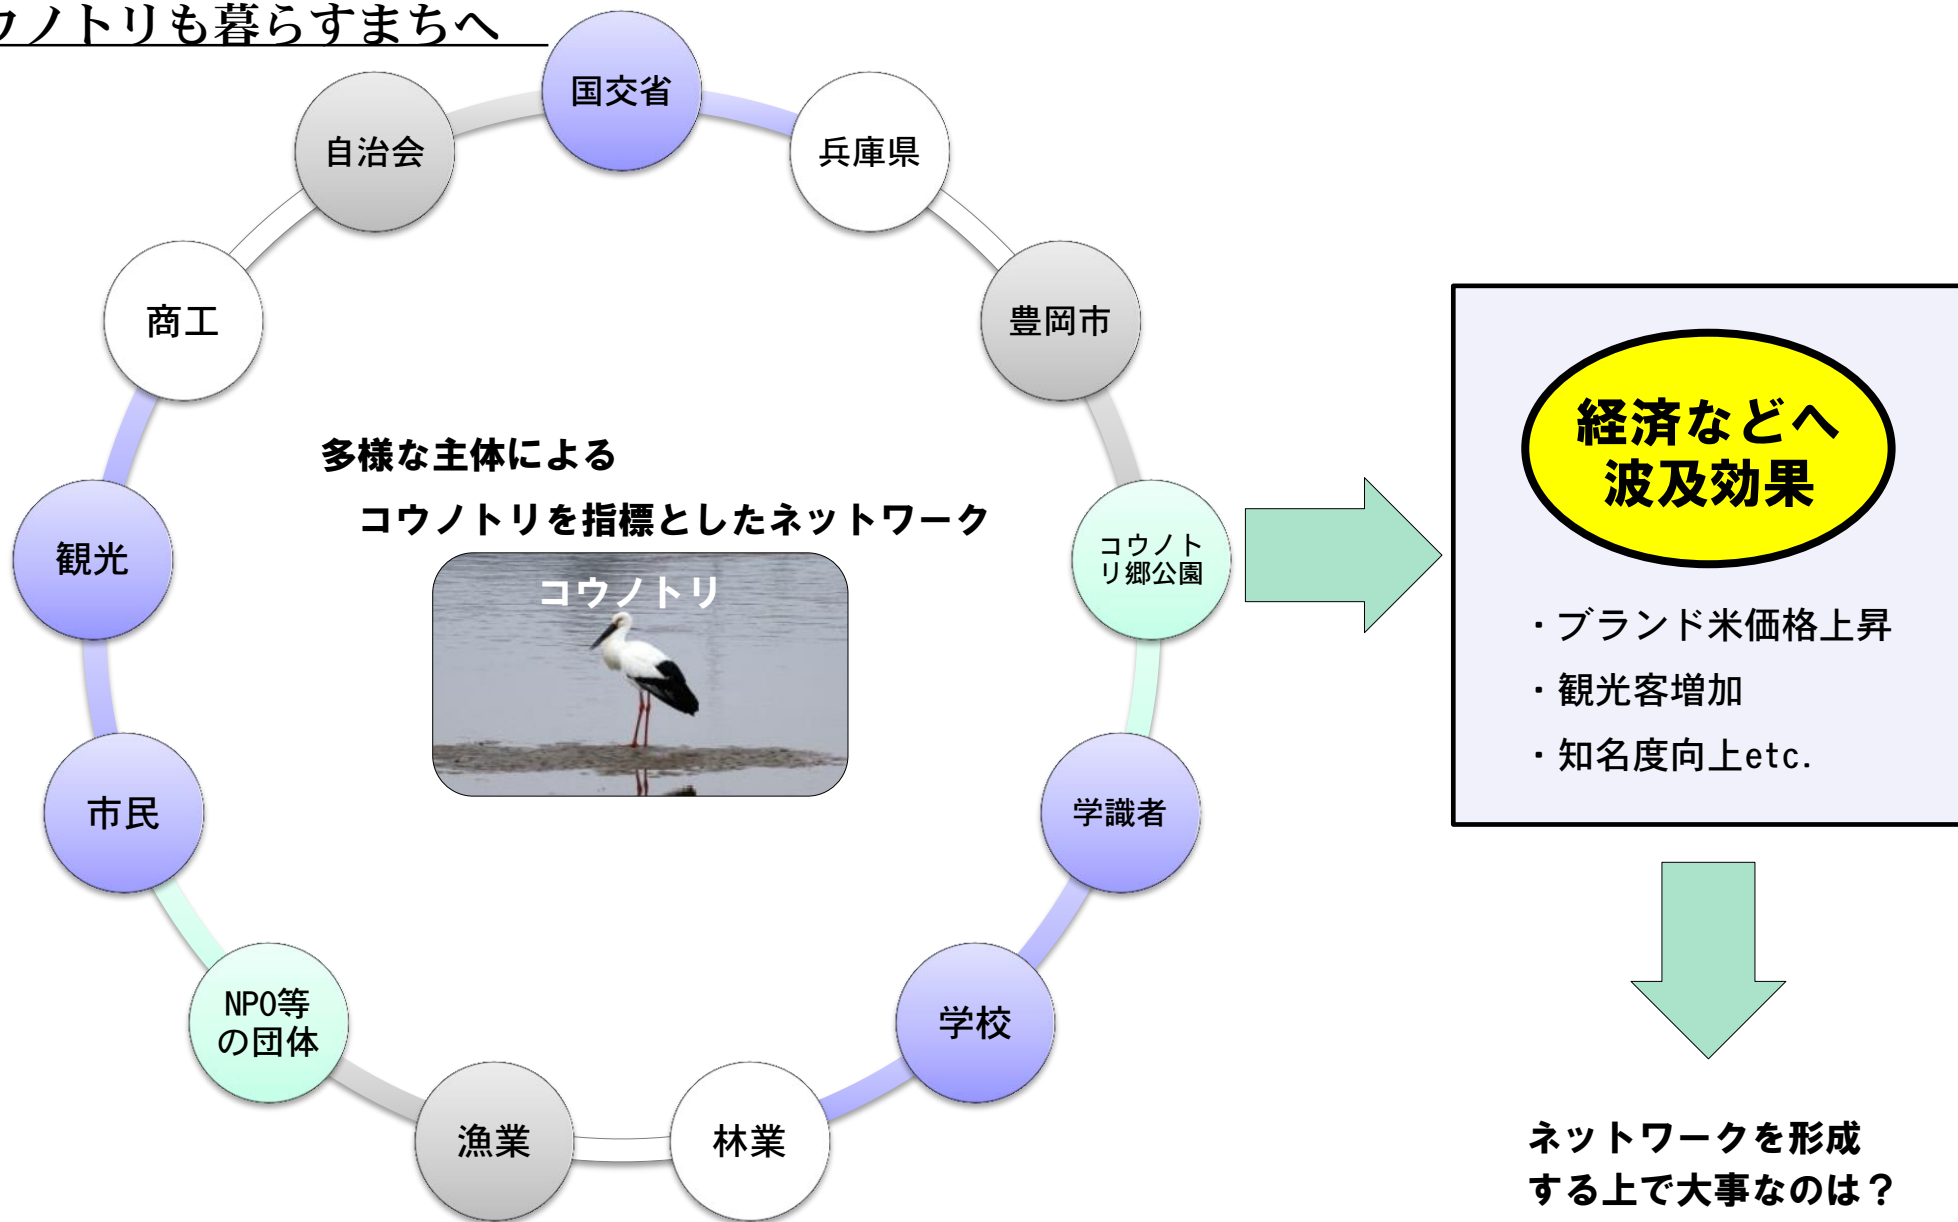 ウノトリも暮らすまちへ
国交省
兵庫県
豊岡市
コウノト
リ郷公園
学識者
学校
林業
漁業
NPO等
の団体
市民
観光
商工
自治会
多様な主体による
コウノトリを指標としたネットワーク
コウノトリ
経済などへ
波及効果
・ブランド米価格上昇
・観光客増加
・知名度向上etc.
ネットワークを形成
する上で大事なのは？